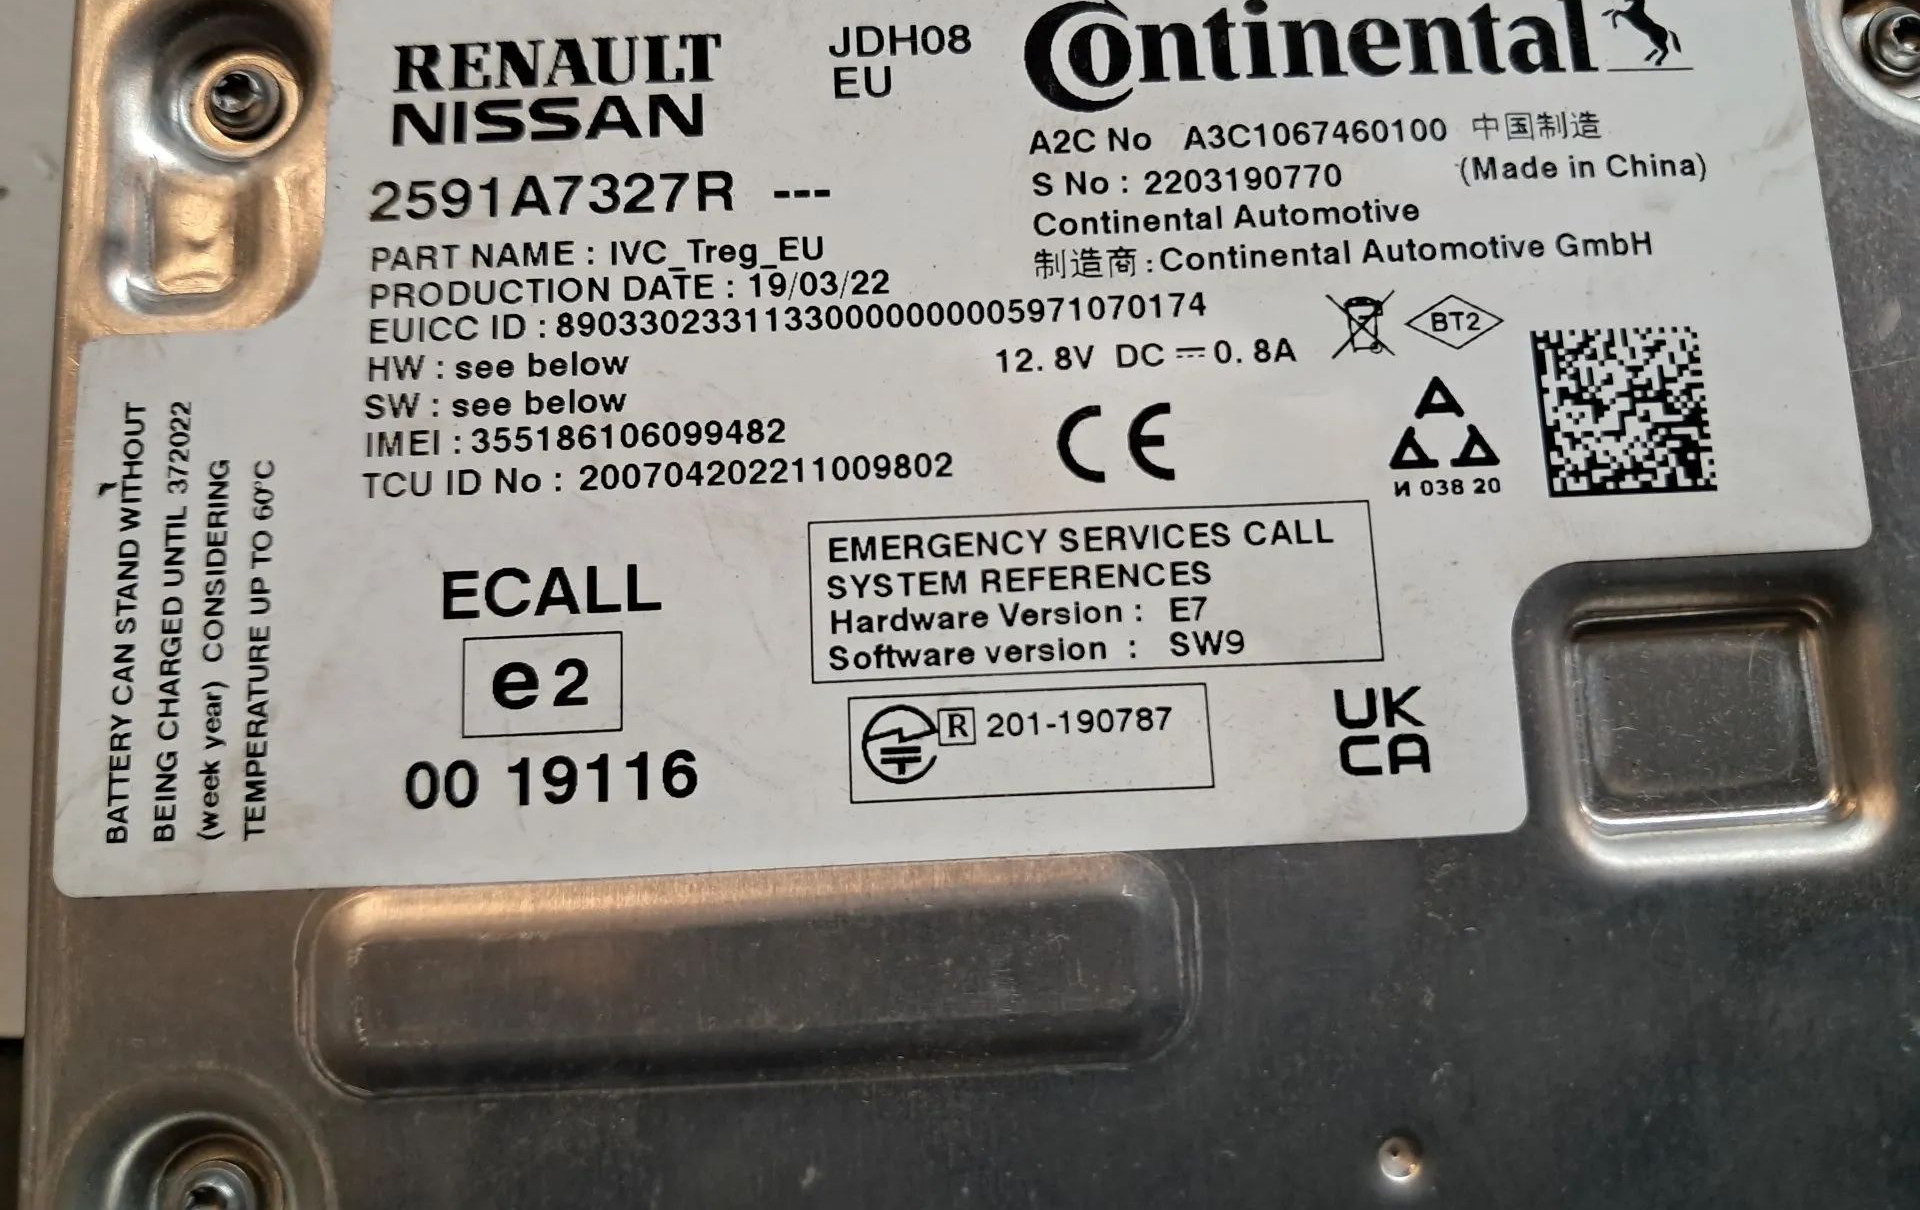 RENAULT
NISSAN
JDH08
EU
Continental
2591A7327R ---
PART NAME : IVC_Treg_EU
PRODUCTION DATE : 19/03/22
EUICC ID : 89033023311330000000005971070174
HW : see below
SW : see below
IMEI : 355186106099482
TCU ID No : 200704202211009802
A2C No A3C1067460100 中国制造
S No : 2203190770 (Made in China)
Continental Automotive
制造商 : Continental Automotive GmbH
12.8V DC ⎓ 0.8A
BT2
CE
И 038 20
BATTERY CAN STAND WITHOUT
BEING CHARGED UNTIL 372022
(week year) CONSIDERING
TEMPERATURE UP TO 60°C
ECALL
e2
00 19116
EMERGENCY SERVICES CALL
SYSTEM REFERENCES
Hardware Version : E7
Software version : SW9
R 201-190787
UK
CA